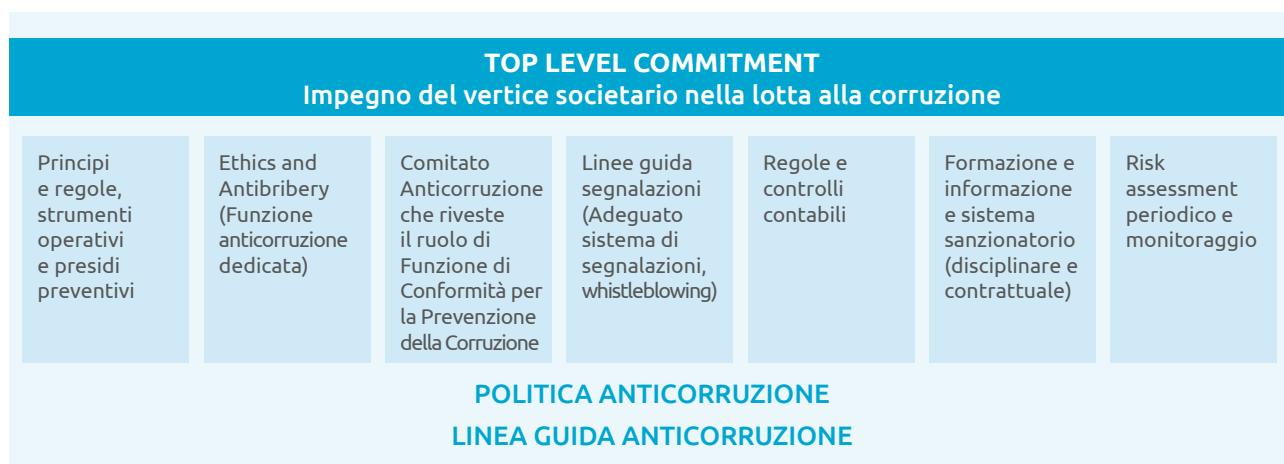 TOP LEVEL COMMITMENT
Impegno del vertice societario nella lotta alla corruzione
Principi
e regole,
strumenti
operativi
e presidi
preventivi
Ethics and
Antibribery
(Funzione
anticorruzione
dedicata)
Comitato
Anticorruzione
che riveste
il ruolo di
Funzione di
Conformità per
la Prevenzione
della Corruzione
Linee guida
segnalazioni
(Adeguato
sistema di
segnalazioni,
whistleblowing)
Regole e
controlli
contabili
Formazione e
informazione
e sistema
sanzionatorio
(disciplinare e
contrattuale)
Risk
assessment
periodico e
monitoraggio
POLITICA ANTICORRUZIONE
LINEA GUIDA ANTICORRUZIONE